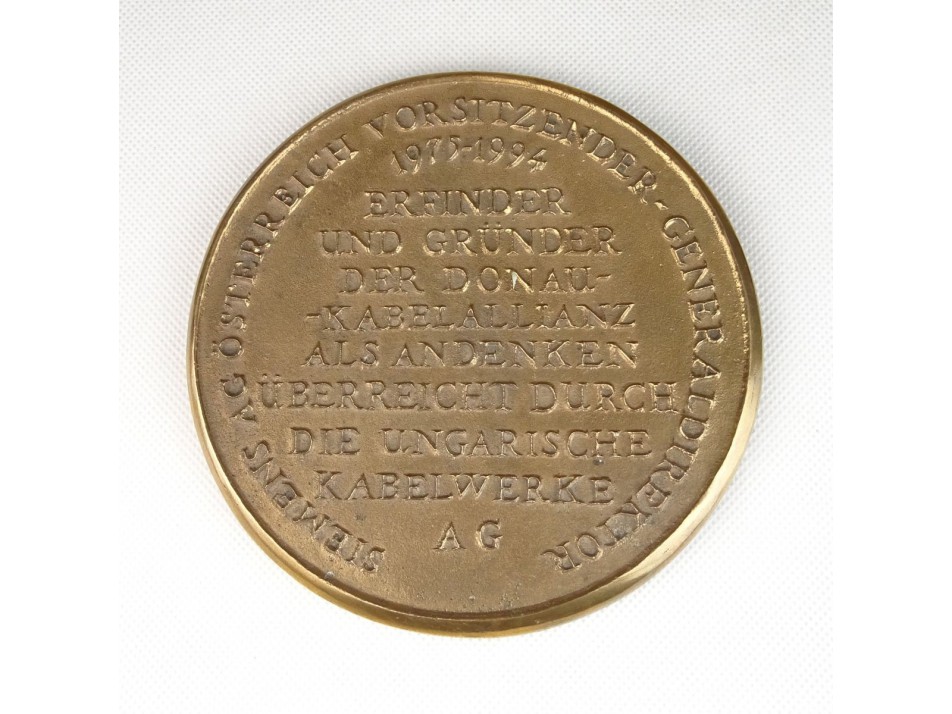 SIEMENS AG ÖSTERREICH VORSITZENDER-GENERALDIREKTOR
1975-1994
ERFINDER
UND GRÜNDER
DER DONAU-
-KABELALLIANZ
ALS ANDENKEN
ÜBERREICHT DURCH
DIE UNGARISCHE
KABELWERKE
AG